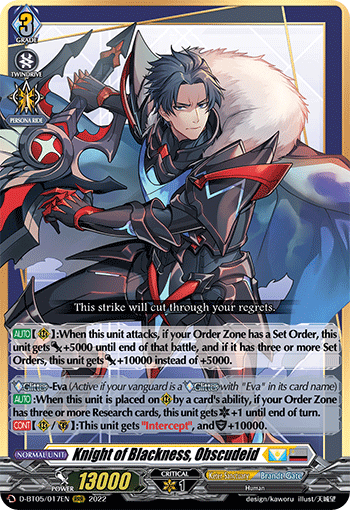 3
GRADE
TWINDRIVE
PERSONA RIDE
This strike will cut through your regrets.
AUTO【 】:When this unit attacks, if your Order Zone has a Set Order, this
unit gets +5000 until end of that battle, and if it has three or more Set
Orders, this unit gets +10000 instead of +5000.
Glitter-Eva (Active if your vanguard is a Glitter with "Eva" in its card name)
AUTO:When this unit is placed on by a card's ability, if your Order Zone
has three or more Research cards, this unit gets +1 until end of turn.
CONT【 / 】:This unit gets "Intercept", and +10000.
NORMAL UNIT
Knight of Blackness, Obscudeid
POWER 13000
CRITICAL 1
Brandt Gate
Human
D-BT05/017EN RRR 2022
design/kaworu illust/天城望